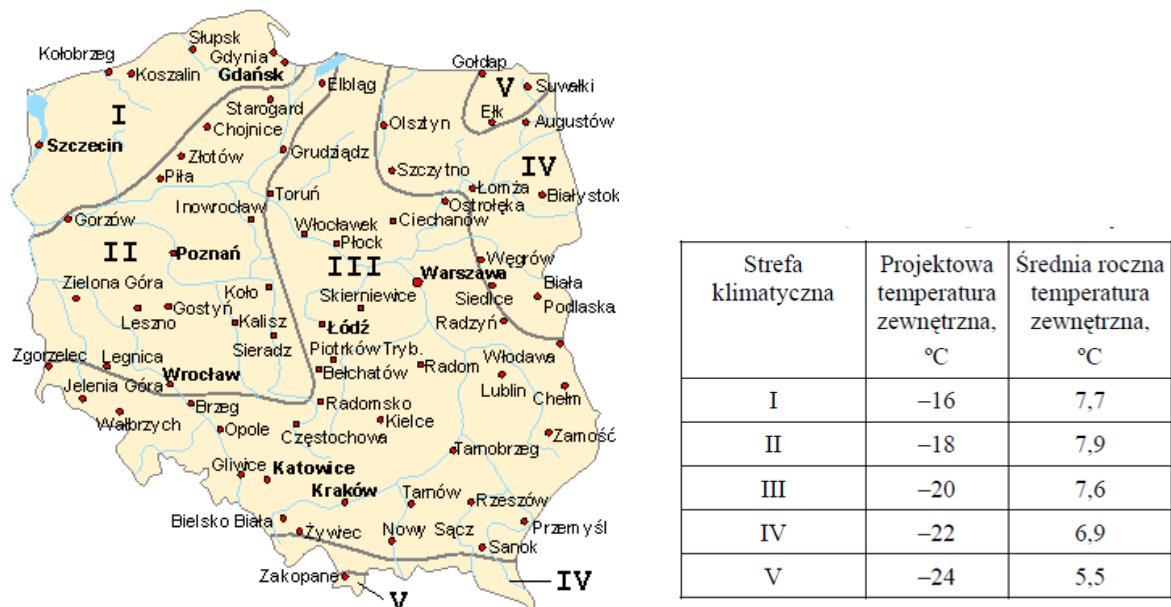 Słupsk
Kołobrzeg
Gdynia
Koszalin
Gdańsk
Gołdap
V
Suwałki
Elbląg
I
Starogard
Ełk
Augustów
Chojnice
Olsztyn
Szczecin
Złotów
Grudziądz
IV
Szczytno
Piła
Toruń
Łomża
Białystok
Inowrocław
Ostrołęka
Gorzów
Włocławek
Ciechanów
II
Poznań
Płock
III
Węgrów
Warszawa
Zielona Góra
Koło
Skierniewice
Siedlce
Biała
Podlaska
Leszno
Gostyń
Kalisz
Łódź
Radzyń
Sieradz
Zgorzelec
Legnica
Piotrków Tryb.
Włodawa
Wrocław
Bełchatów
Radom
Lublin
Jelenia Góra
Chełm
Brzeg
Radomsko
Wałbrzych
Opole
Częstochowa
Kielce
Zamość
Gliwice
Tarnobrzeg
Katowice
Kraków
Tarnów
Rzeszów
Bielsko Biała
Żywiec
Nowy Sącz
Przemyśl
Sanok
Zakopane
V
IV
Strefa
klimatyczna
Projektowa
temperatura
zewnętrzna,
ºC
Średnia roczna
temperatura
zewnętrzna,
ºC
I –16 7,7
II –18 7,9
III –20 7,6
IV –22 6,9
V –24 5,5